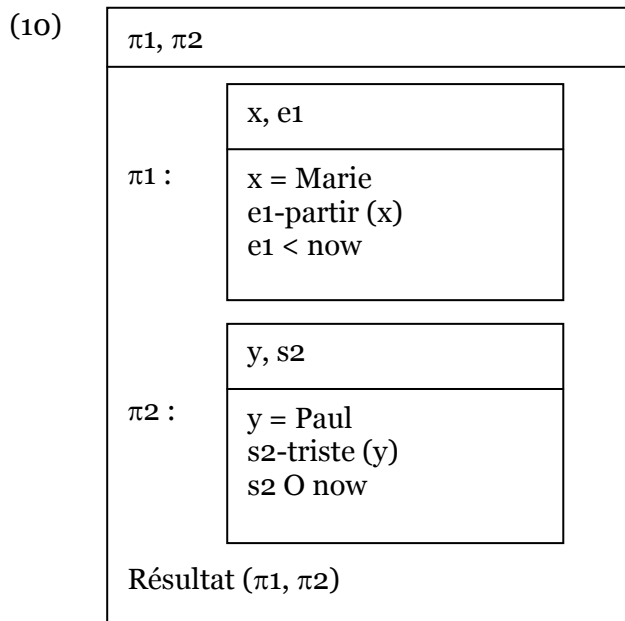 (10)
π1, π2
x, e1
π1 :
x = Marie
e1-partir (x)
e1 < now
y, s2
π2 :
y = Paul
s2-triste (y)
s2 O now
Résultat (π1, π2)